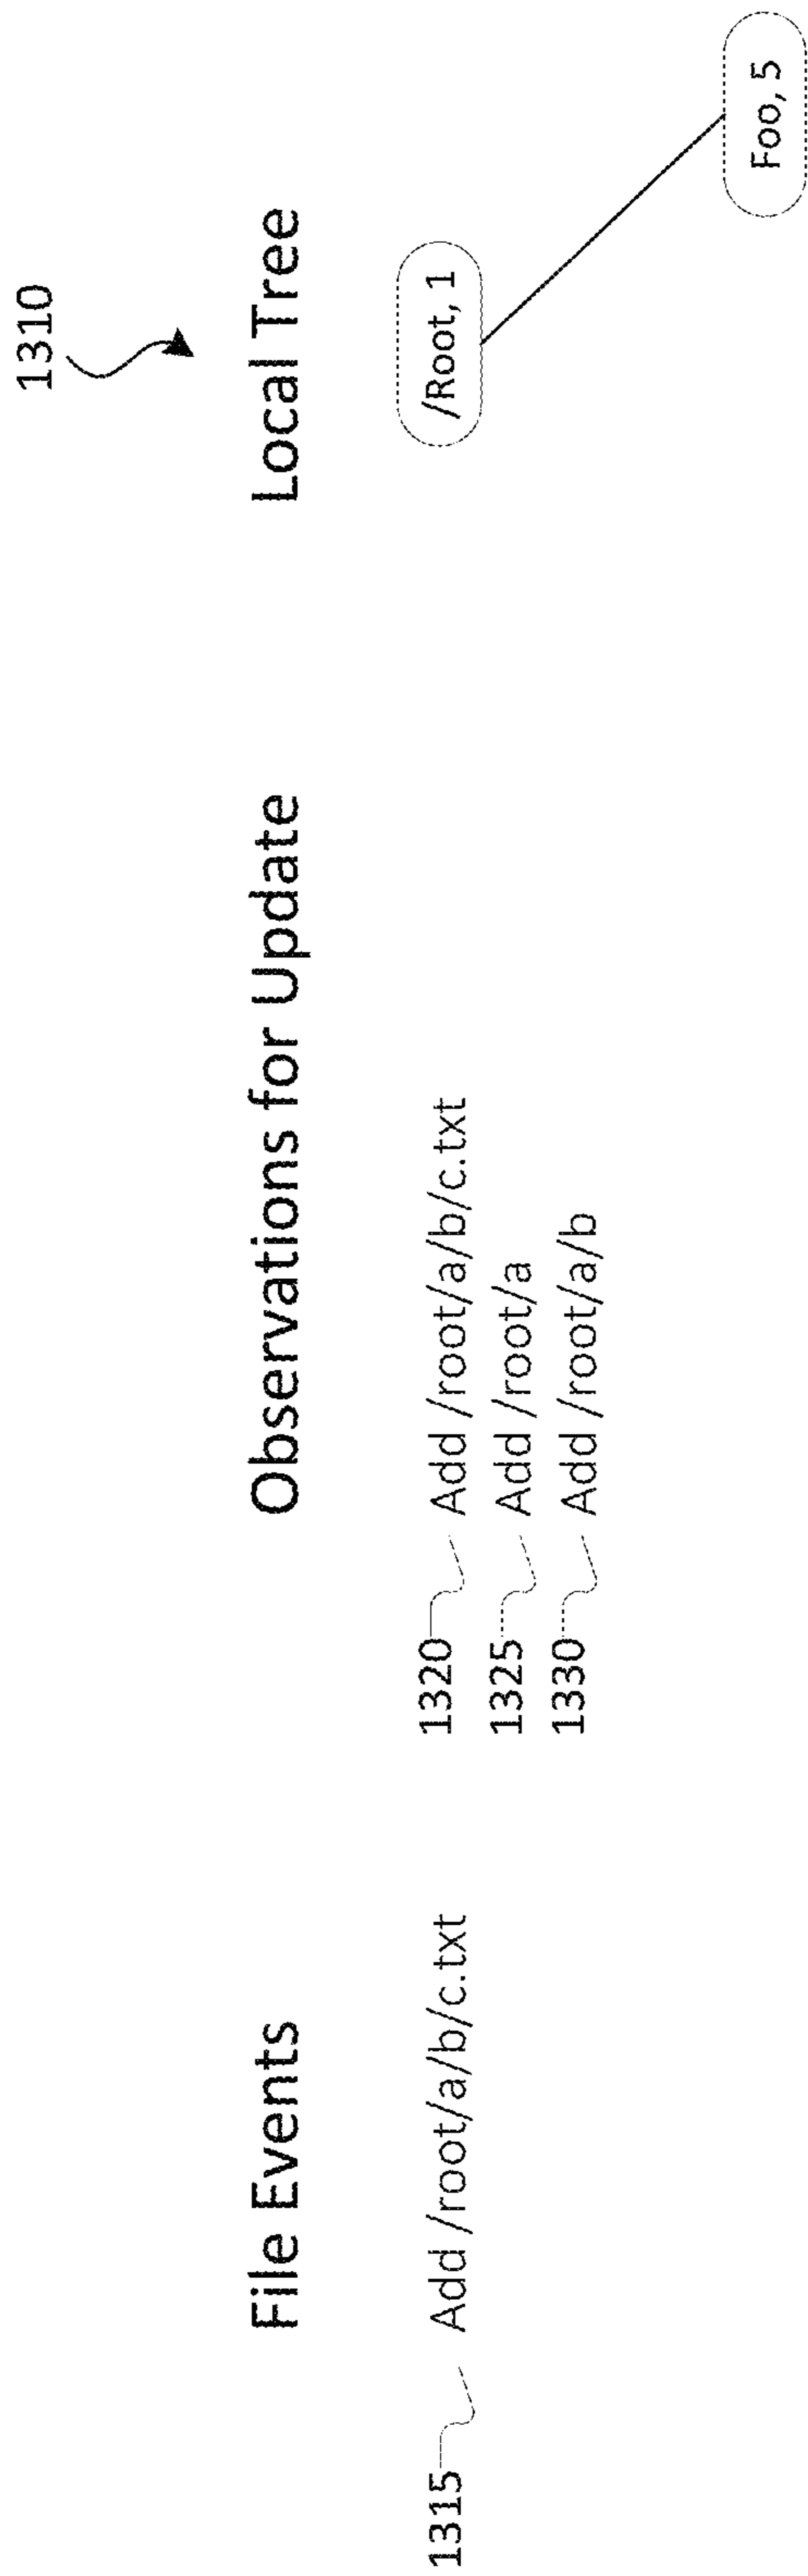 1310
File Events
Observations for Update
Local Tree
1315 Add /root/a/b/c.txt
1320 Add /root/a/b/c.txt
1325 Add /root/a
1330 Add /root/a/b
/Root, 1
Foo, 5